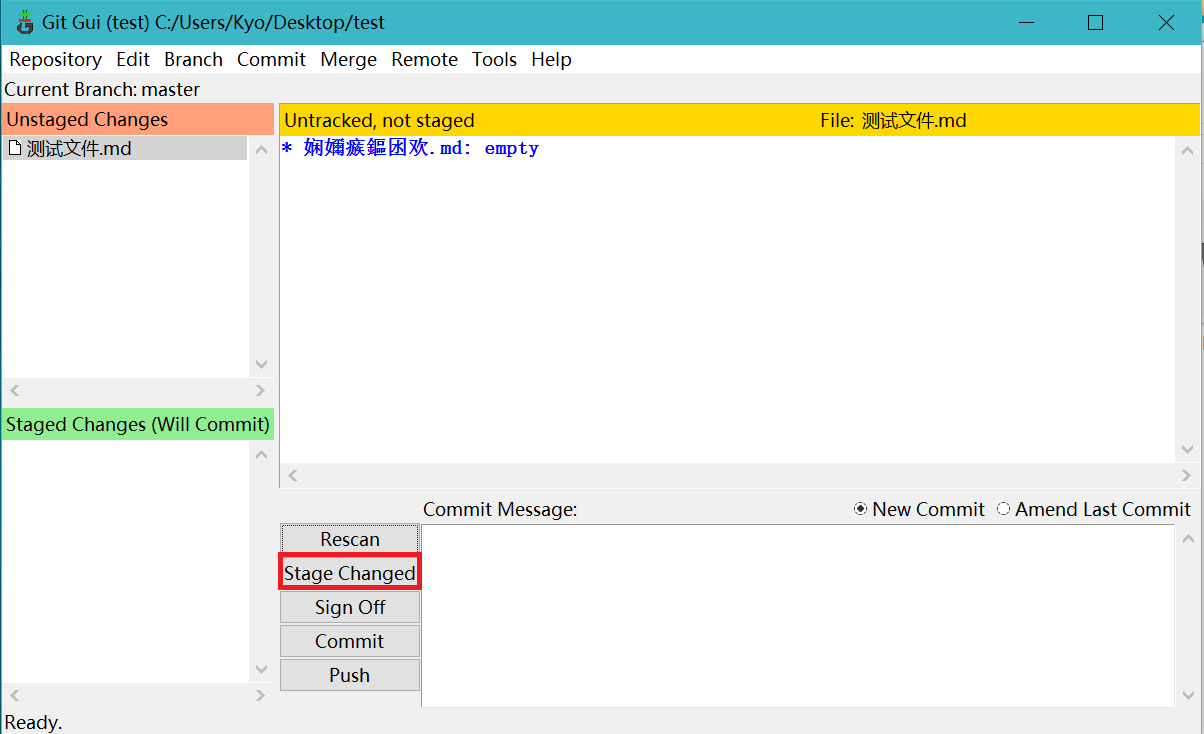 Git Gui (test) C:/Users/Kyo/Desktop/test
Repository Edit Branch Commit Merge Remote Tools Help
Current Branch: master
Unstaged Changes
测试文件.md
Untracked, not staged File: 测试文件.md
* 娴嬭瘯鏂囦欢.md: empty
Staged Changes (Will Commit)
Commit Message: New Commit Amend Last Commit
Rescan
Stage Changed
Sign Off
Commit
Push
Ready.